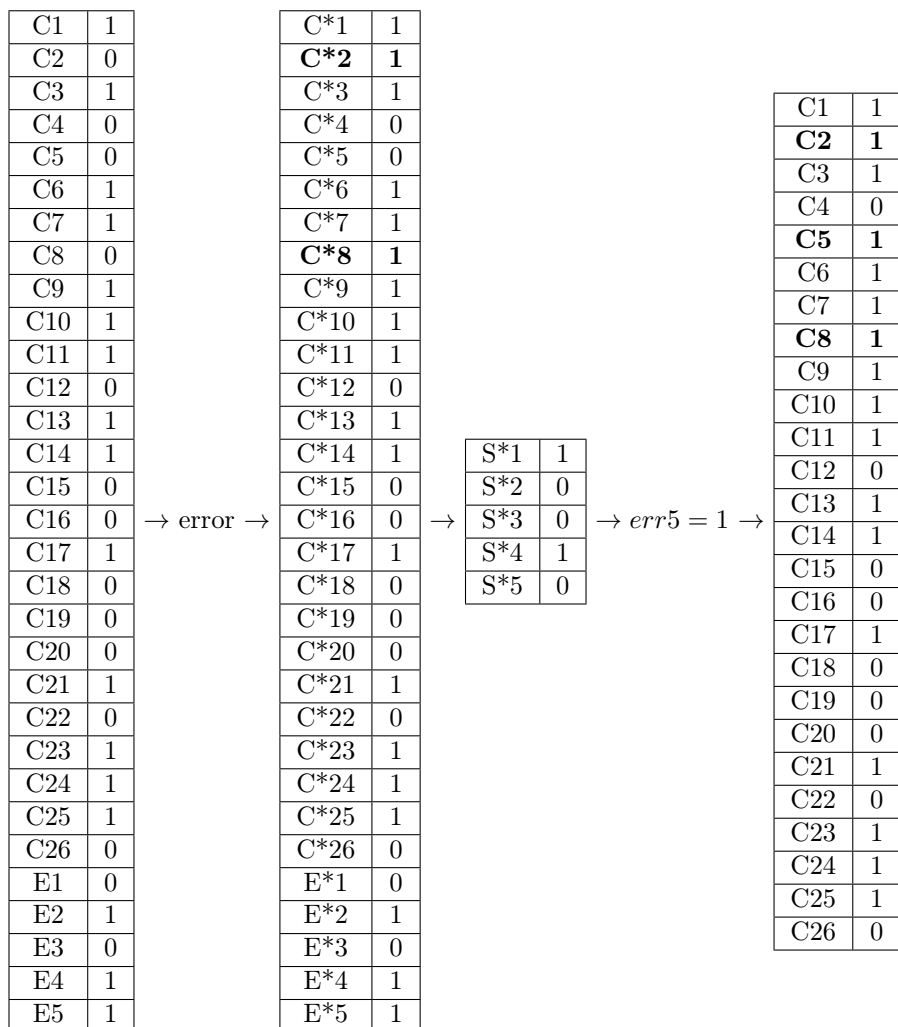 C1 1
C2 0
C3 1
C4 0
C5 0
C6 1
C7 1
C8 0
C9 1
C10 1
C11 1
C12 0
C13 1
C14 1
C15 0
C16 0
C17 1
C18 0
C19 0
C20 0
C21 1
C22 0
C23 1
C24 1
C25 1
C26 0
E1 0
E2 1
E3 0
E4 1
E5 1
→ error →
C*1 1
C*2 1
C*3 1
C*4 0
C*5 0
C*6 1
C*7 1
C*8 1
C*9 1
C*10 1
C*11 1
C*12 0
C*13 1
C*14 1
C*15 0
C*16 0
C*17 1
C*18 0
C*19 0
C*20 0
C*21 1
C*22 0
C*23 1
C*24 1
C*25 1
C*26 0
E*1 0
E*2 1
E*3 0
E*4 1
E*5 1
→
S*1 1
S*2 0
S*3 0
S*4 1
S*5 0
→ err5 = 1 →
C1 1
C2 1
C3 1
C4 0
C5 1
C6 1
C7 1
C8 1
C9 1
C10 1
C11 1
C12 0
C13 1
C14 1
C15 0
C16 0
C17 1
C18 0
C19 0
C20 0
C21 1
C22 0
C23 1
C24 1
C25 1
C26 0